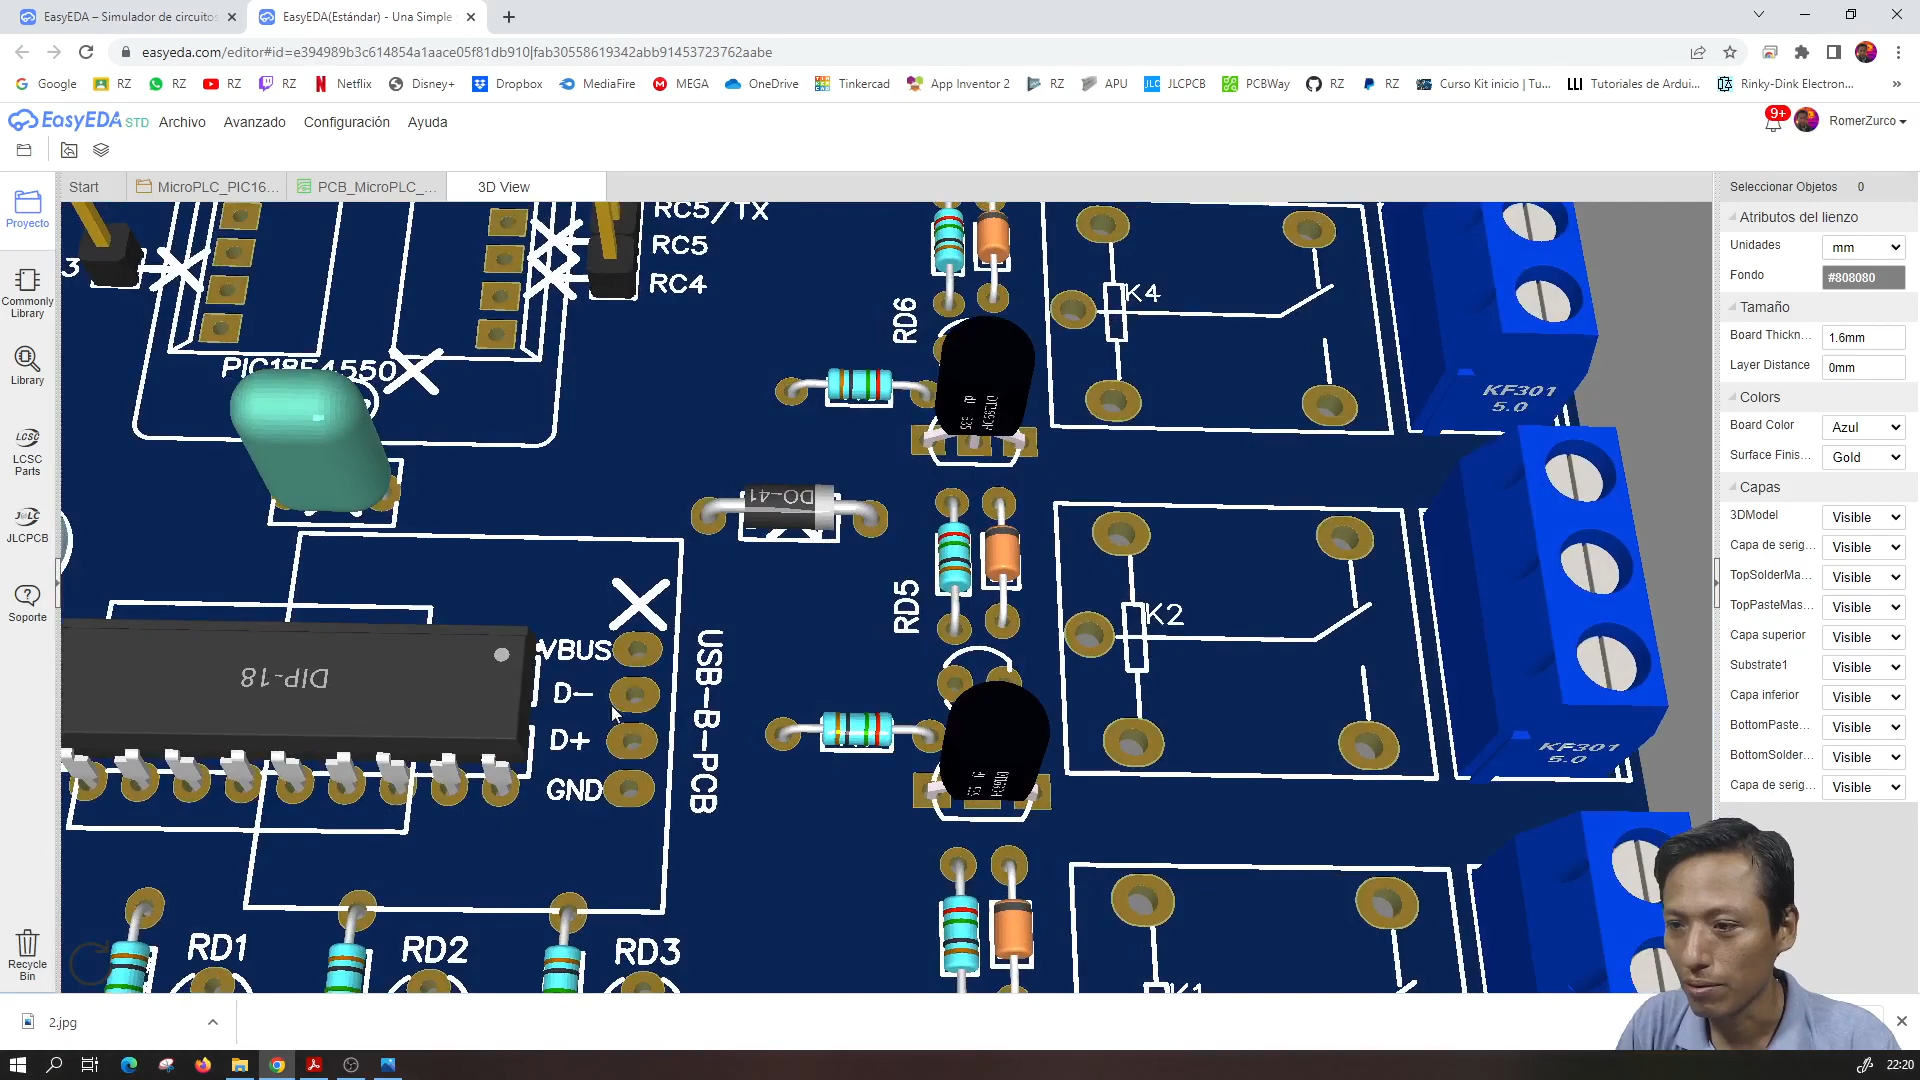 EasyEDA – Simulador de circuitos
EasyEDA(Estándar) - Una Simple
easyeda.com/editor#id=e394989b3c614854a1aace05f81db910|fab30558619342abb91453723762aabe
Google RZ RZ RZ RZ Netflix Disney+ Dropbox MediaFire MEGA OneDrive Tinkercad App Inventor 2 RZ APU JLCPCB PCBWay RZ RZ Curso Kit inicio | Tu... Tutoriales de Arduí... Rinky-Dink Electron... »
EasyEDA STD Archivo Avanzado Configuración Ayuda
9+ RomerZurco
Start MicroPLC_PIC16... PCB_MicroPLC_... 3D View
Proyecto
Commonly Library
Library
LCSC
LCSC Parts
JLCPCB
Soporte
Recycle Bin
RC5/TX
RC5
RC4
3
PIC18F4550
DO-41
DIP-18
VBUS
D-
D+
GND
USB-B-PCB
RD6
RD5
RD1 RD2 RD3
K4
K2
K1
KF301
5.0
KF301
5.0
Seleccionar Objetos 0
Atributos del lienzo
Unidades mm
Fondo #808080
Tamaño
Board Thickn... 1.6mm
Layer Distance 0mm
Colors
Board Color Azul
Surface Finis... Gold
Capas
3DModel Visible
Capa de serig... Visible
TopSolderMa... Visible
TopPasteMas... Visible
Capa superior Visible
Substrate1 Visible
Capa inferior Visible
BottomPaste... Visible
BottomSolder... Visible
Capa de serig... Visible
2.jpg
22:20